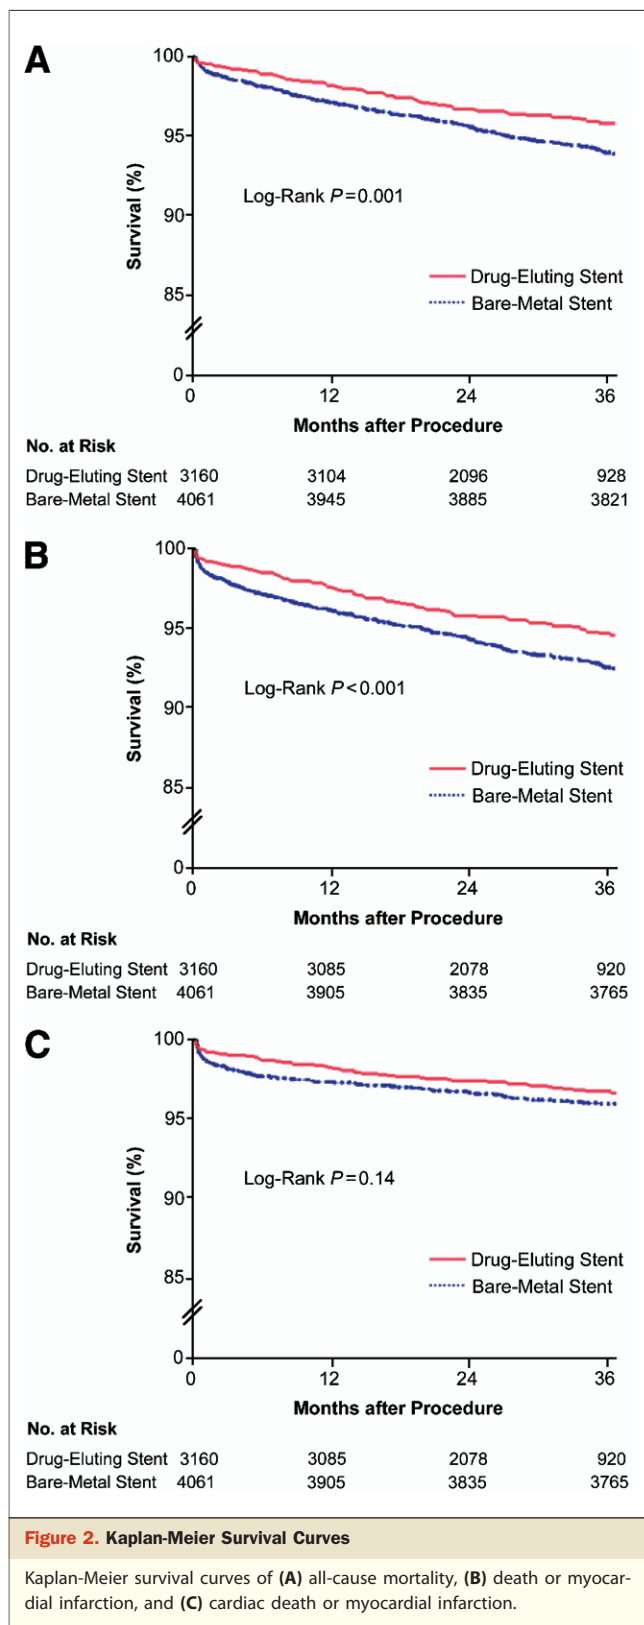 A
100
95
90
85
0
Survival (%)
Log-Rank P=0.001
Drug-Eluting Stent
Bare-Metal Stent
0 12 24 36
Months after Procedure
No. at Risk
Drug-Eluting Stent 3160 3104 2096 928
Bare-Metal Stent 4061 3945 3885 3821
B
100
95
90
85
0
Survival (%)
Log-Rank P<0.001
Drug-Eluting Stent
Bare-Metal Stent
0 12 24 36
Months after Procedure
No. at Risk
Drug-Eluting Stent 3160 3085 2078 920
Bare-Metal Stent 4061 3905 3835 3765
C
100
95
90
85
0
Survival (%)
Log-Rank P=0.14
Drug-Eluting Stent
Bare-Metal Stent
0 12 24 36
Months after Procedure
No. at Risk
Drug-Eluting Stent 3160 3085 2078 920
Bare-Metal Stent 4061 3905 3835 3765
Figure 2. Kaplan-Meier Survival Curves
Kaplan-Meier survival curves of (A) all-cause mortality, (B) death or myocar-
dial infarction, and (C) cardiac death or myocardial infarction.